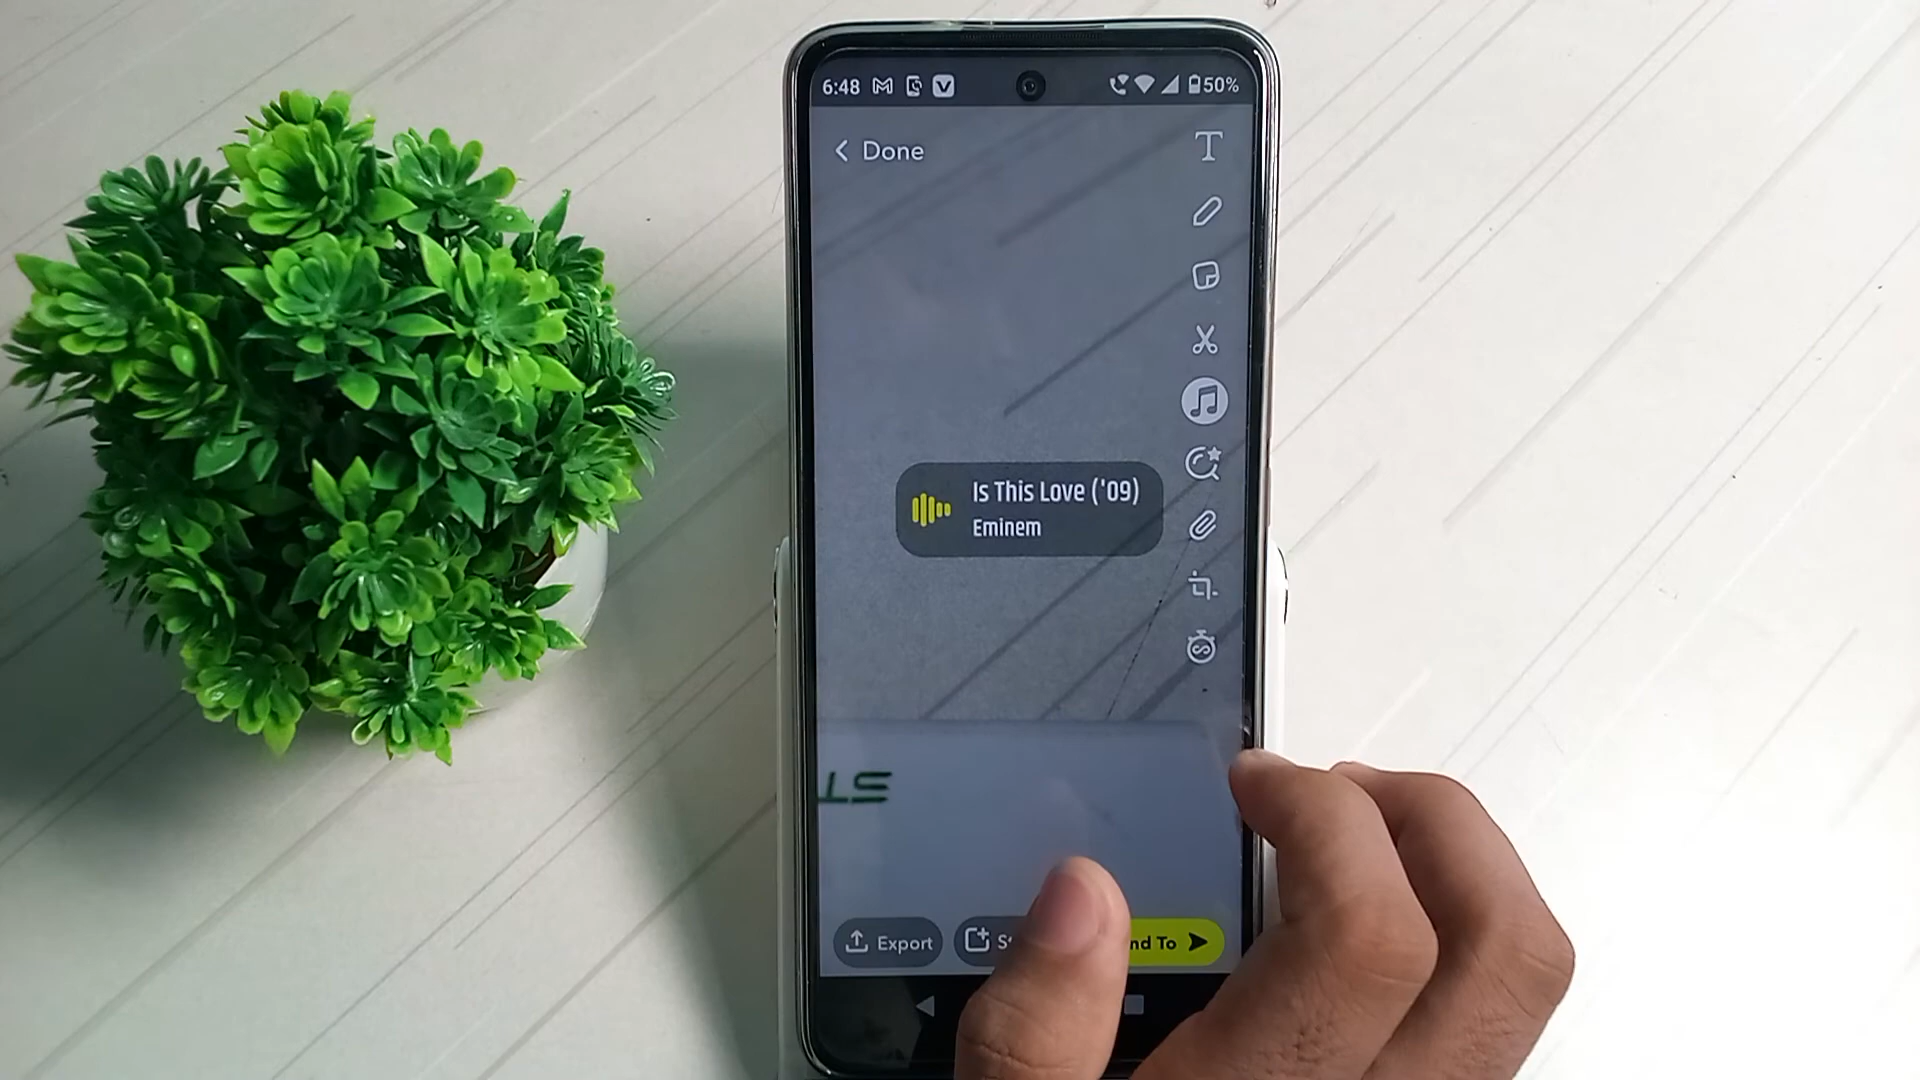 6:48
50%
Done
Is This Love ('09)
Eminem
Export
nd To